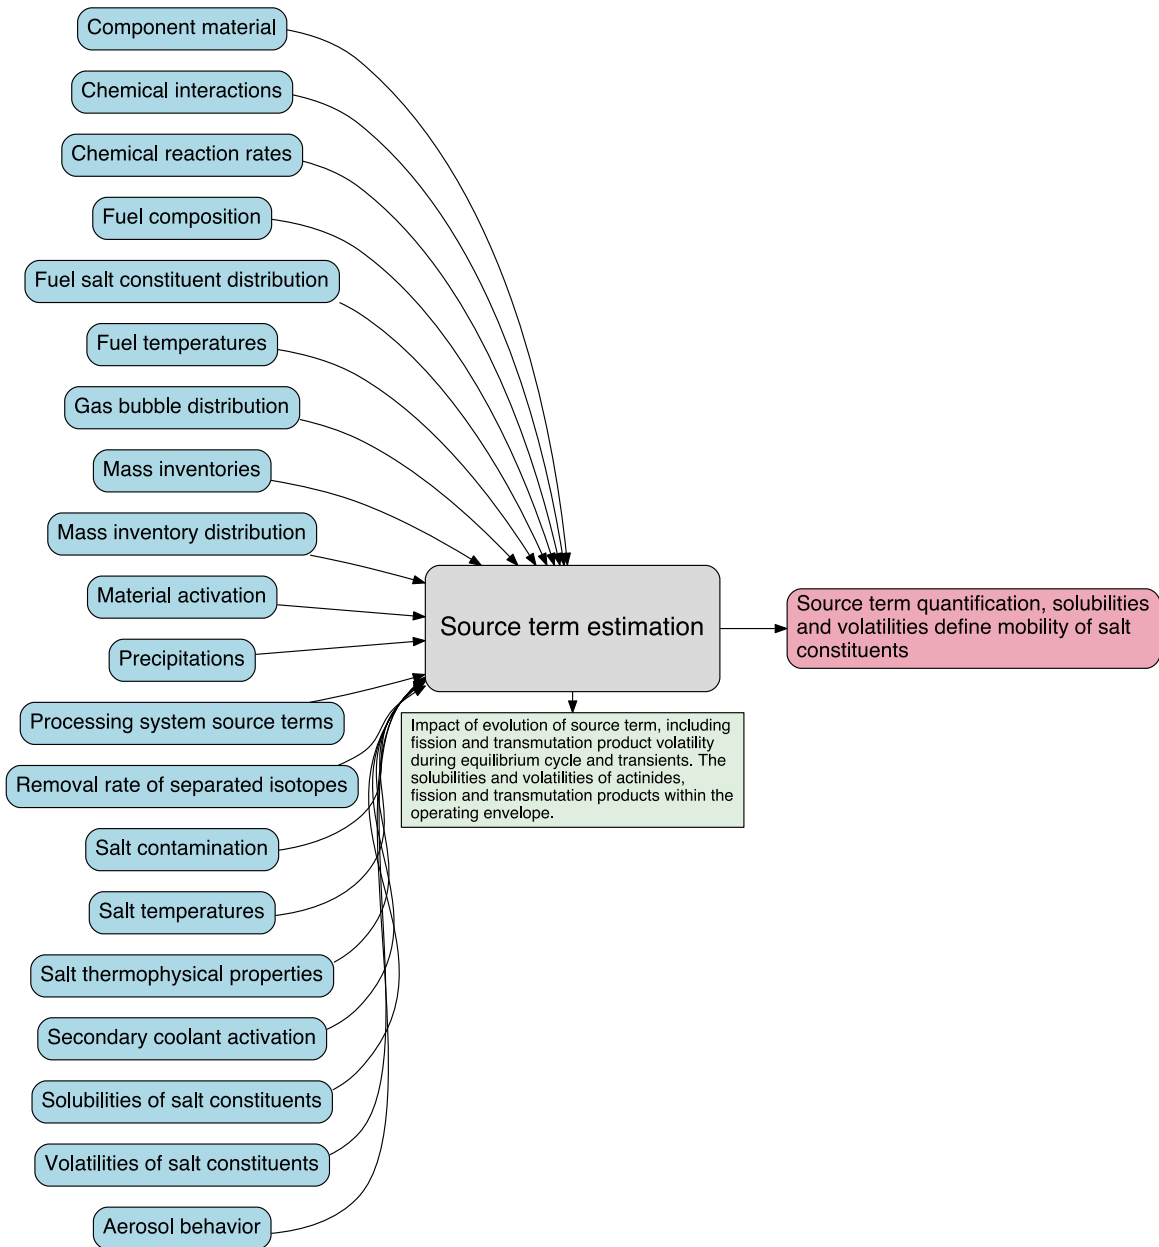 Component material
Chemical interactions
Chemical reaction rates
Fuel composition
Fuel salt constituent distribution
Fuel temperatures
Gas bubble distribution
Mass inventories
Mass inventory distribution
Material activation
Precipitations
Processing system source terms
Removal rate of separated isotopes
Salt contamination
Salt temperatures
Salt thermophysical properties
Secondary coolant activation
Solubilities of salt constituents
Volatilities of salt constituents
Aerosol behavior
Source term estimation
Impact of evolution of source term, including
fission and transmutation product volatility
during equilibrium cycle and transients. The
solubilities and volatilities of actinides,
fission and transmutation products within the
operating envelope.
Source term quantification, solubilities
and volatilities define mobility of salt
constituents